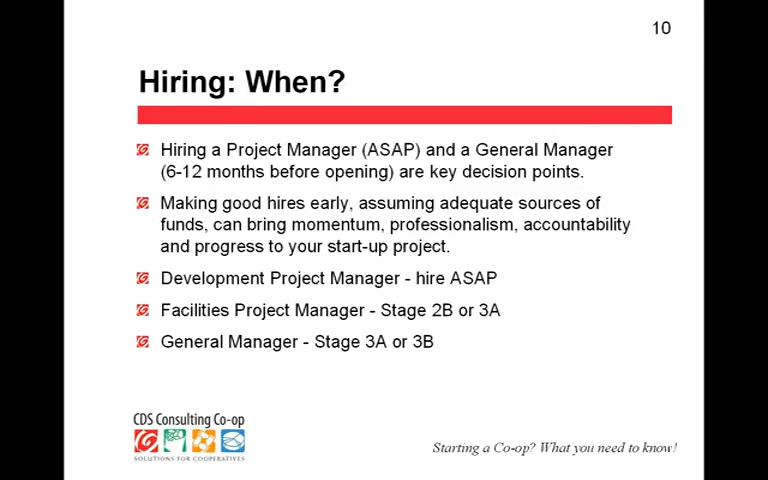 10
Hiring: When?
Hiring a Project Manager (ASAP) and a General Manager
(6-12 months before opening) are key decision points.
Making good hires early, assuming adequate sources of
funds, can bring momentum, professionalism, accountability
and progress to your start-up project.
Development Project Manager - hire ASAP
Facilities Project Manager - Stage 2B or 3A
General Manager - Stage 3A or 3B
CDS Consulting Co-op
SOLUTIONS FOR COOPERATIVES
Starting a Co-op? What you need to know!